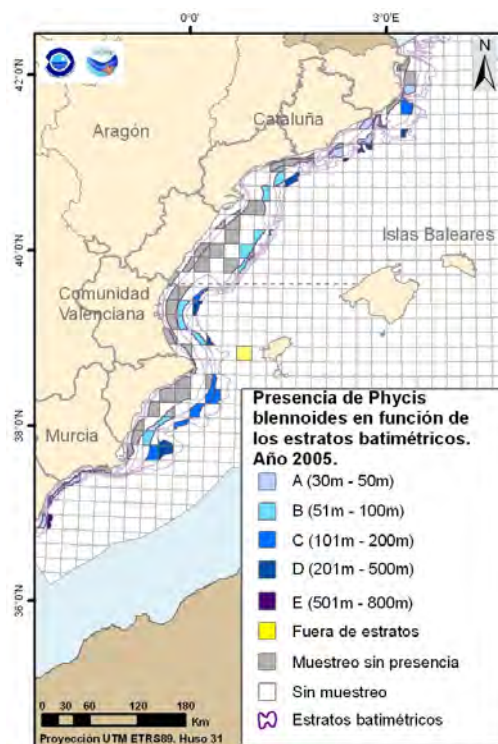 0°0'
3°0'E
N
42°0'N
Cataluña
Aragón
40°0'N
Islas Baleares
Comunidad
Valenciana
38°0'N
Murcia
36°0'N
Presencia de Phycis
blennoides en función de
los estratos batimétricos.
Año 2005.
A (30m - 50m)
B (51m - 100m)
C (101m - 200m)
D (201m - 500m)
E (501m - 800m)
Fuera de estratos
Muestreo sin presencia
Sin muestreo
Estratos batimétricos
0 30 60 120 180
Km
Proyección UTM ETRS89. Huso 31